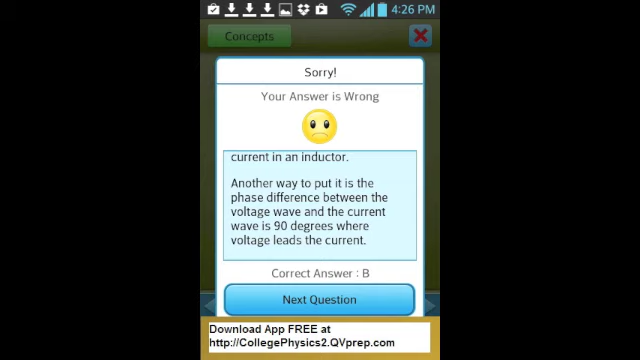 4:26 PM
Concepts
Sorry!
Your Answer is Wrong
current in an inductor.
Another way to put it is the
phase difference between the
voltage wave and the current
wave is 90 degrees where
voltage leads the current.
Correct Answer : B
Next Question
Download App FREE at
http://CollegePhysics2.QVprep.com